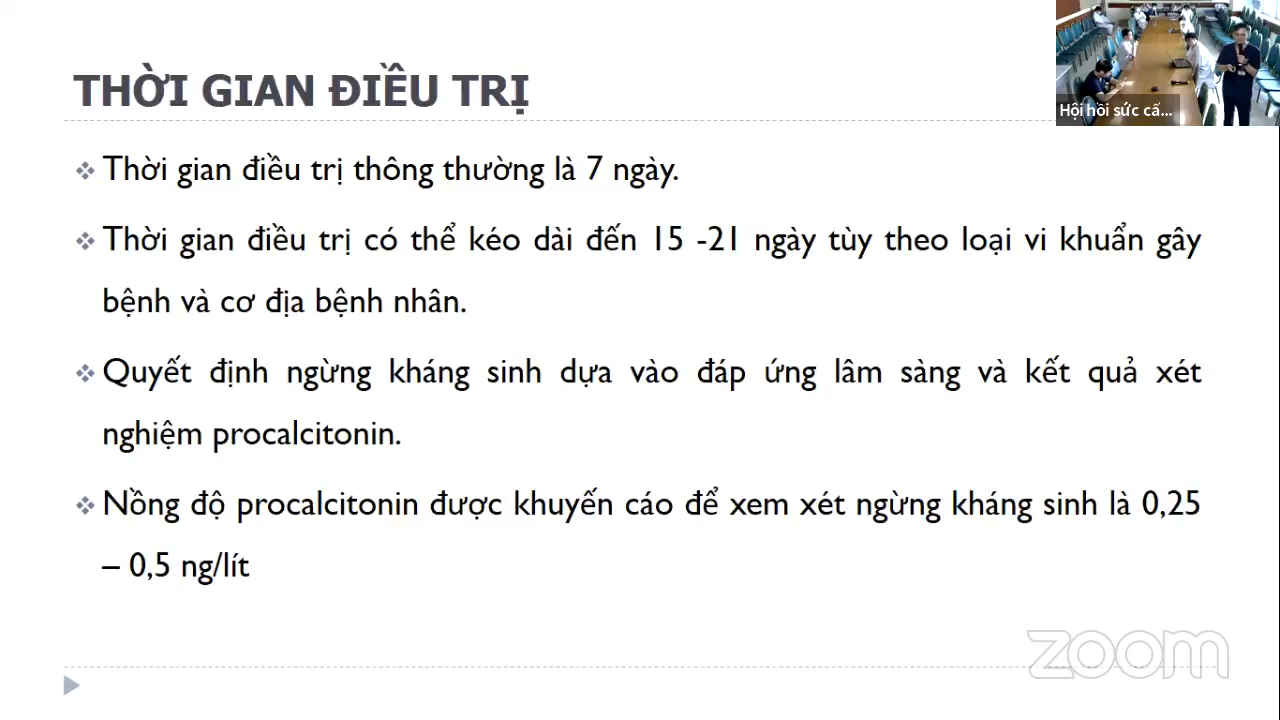 Hội hồi sức cấ...
THỜI GIAN ĐIỀU TRỊ
Thời gian điều trị thông thường là 7 ngày.
Thời gian điều trị có thể kéo dài đến 15 -21 ngày tùy theo loại vi khuẩn gây
bệnh và cơ địa bệnh nhân.
Quyết định ngừng kháng sinh dựa vào đáp ứng lâm sàng và kết quả xét
nghiệm procalcitonin.
Nồng độ procalcitonin được khuyến cáo để xem xét ngừng kháng sinh là 0,25
– 0,5 ng/lít
zoom